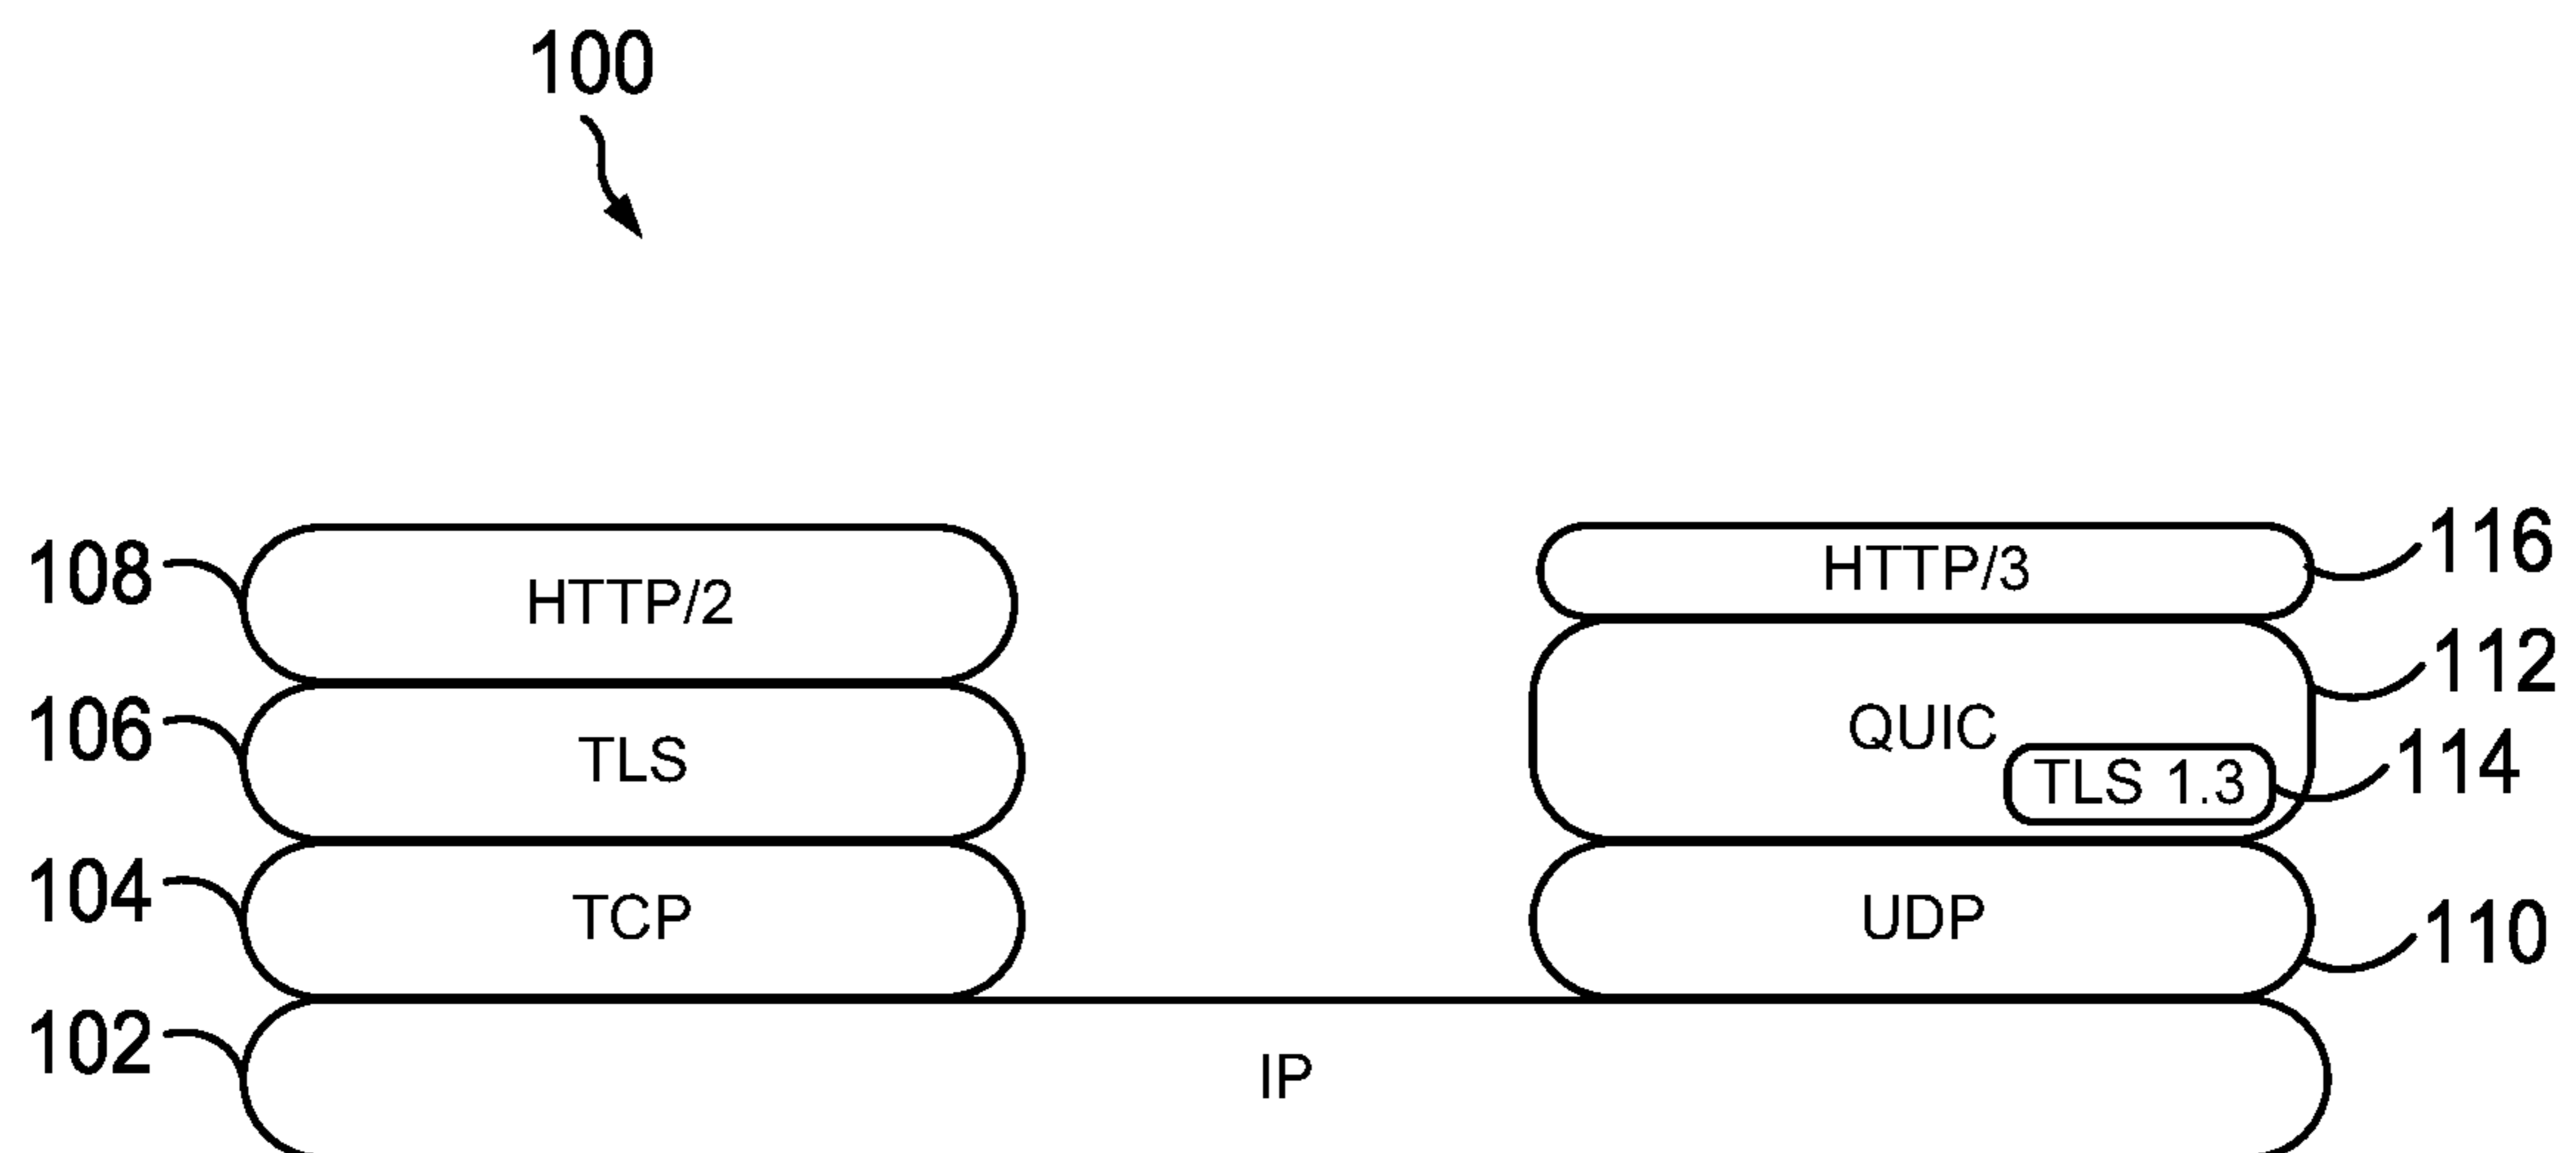 100
108
HTTP/2
HTTP/3
116
106
TLS
QUIC
112
TLS 1.3
114
104
TCP
UDP
110
102
IP